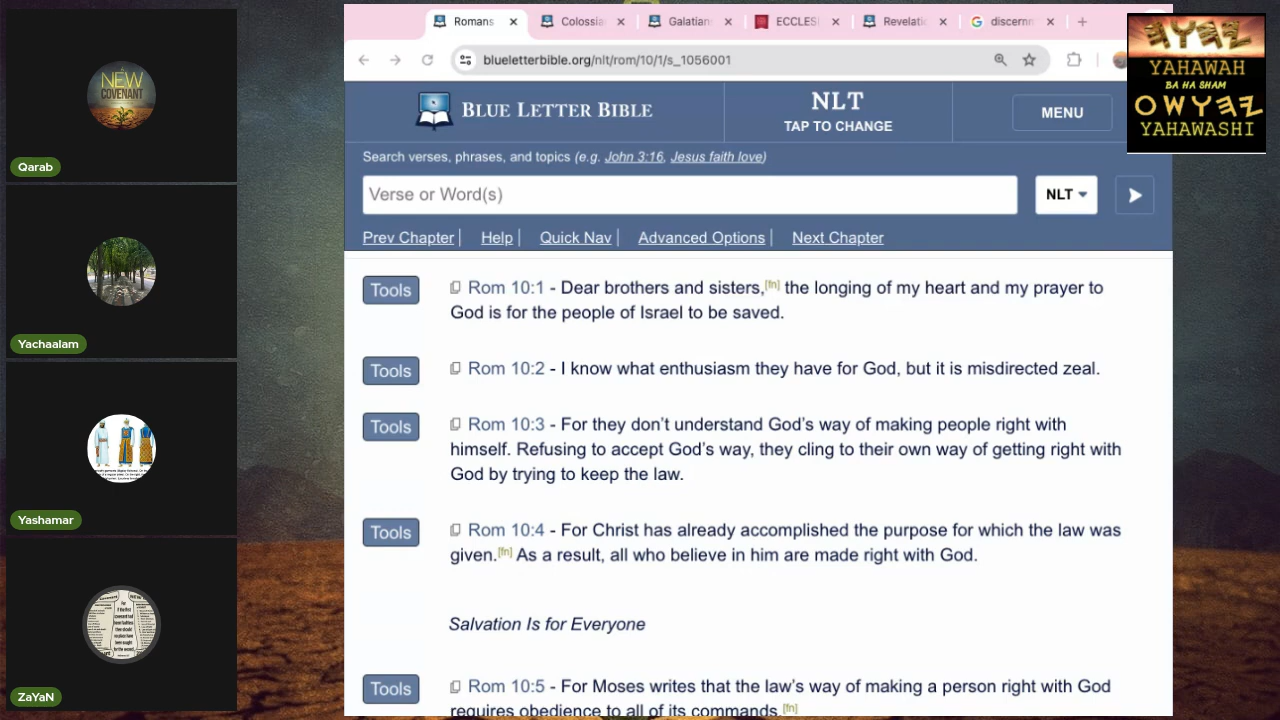 NEW
COVENANT
Qarab
Yachaalam
Yashamar
ZaYaN
Romans
Colossia
Galatian
ECCLES
Revelati
discernm
blueletterbible.org/nlt/rom/10/1/s_1056001
BLUE LETTER BIBLE
NLT
TAP TO CHANGE
MENU
Search verses, phrases, and topics (e.g. John 3:16, Jesus faith love)
Verse or Word(s)
NLT
Prev Chapter | Help | Quick Nav | Advanced Options | Next Chapter
Tools
Rom 10:1 - Dear brothers and sisters,[fn] the longing of my heart and my prayer to
God is for the people of Israel to be saved.
Tools
Rom 10:2 - I know what enthusiasm they have for God, but it is misdirected zeal.
Tools
Rom 10:3 - For they don’t understand God’s way of making people right with
himself. Refusing to accept God’s way, they cling to their own way of getting right with
God by trying to keep the law.
Tools
Rom 10:4 - For Christ has already accomplished the purpose for which the law was
given.[fn] As a result, all who believe in him are made right with God.
Salvation Is for Everyone
Tools
Rom 10:5 - For Moses writes that the law’s way of making a person right with God
requires obedience to all of its commands.[fn]
YAHAWAH
BA HA SHAM
YAHAWASHI